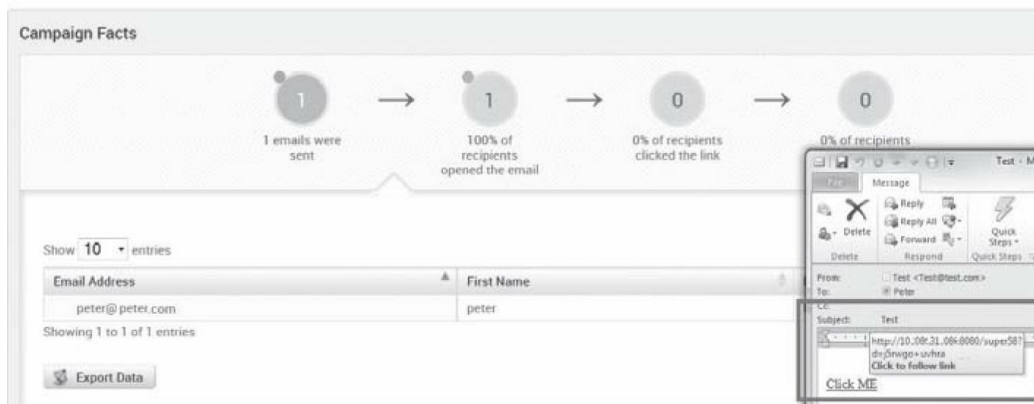 Campaign Facts
1
1
0
0
1 emails were
sent
100% of
recipients
opened the email
0% of recipients
clicked the link
0% of recipients
Show 10 entries
Email Address
First Name
peter@peter.com
peter
Showing 1 to 1 of 1 entries
Export Data
Test - M
File
Message
Delete
Reply
Reply All
Forward
Quick
Steps
Delete
Respond
Quick Steps
From:
Test <Test@test.com>
To:
Peter
Cc:
Subject:
Test
Click to follow link
Click ME